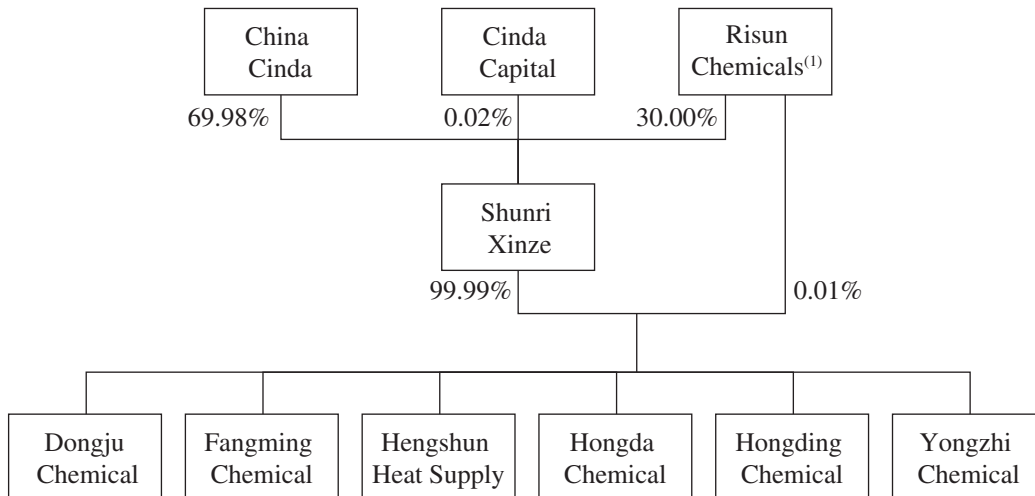 China
Cinda
Cinda
Capital
Risun
Chemicals(1)
69.98%
0.02%
30.00%
Shunri
Xinze
99.99%
0.01%
Dongju
Chemical
Fangming
Chemical
Hengshun
Heat Supply
Hongda
Chemical
Hongding
Chemical
Yongzhi
Chemical